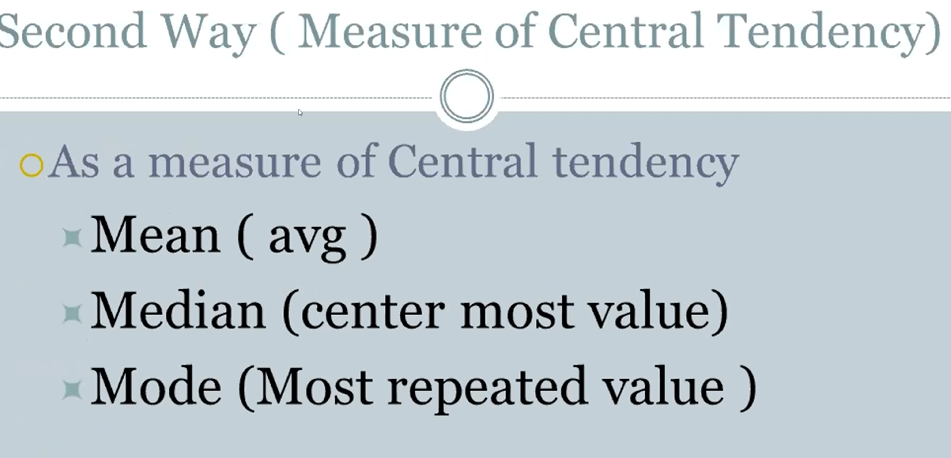 Second Way ( Measure of Central Tendency)
As a measure of Central tendency
Mean ( avg )
Median (center most value)
Mode (Most repeated value )